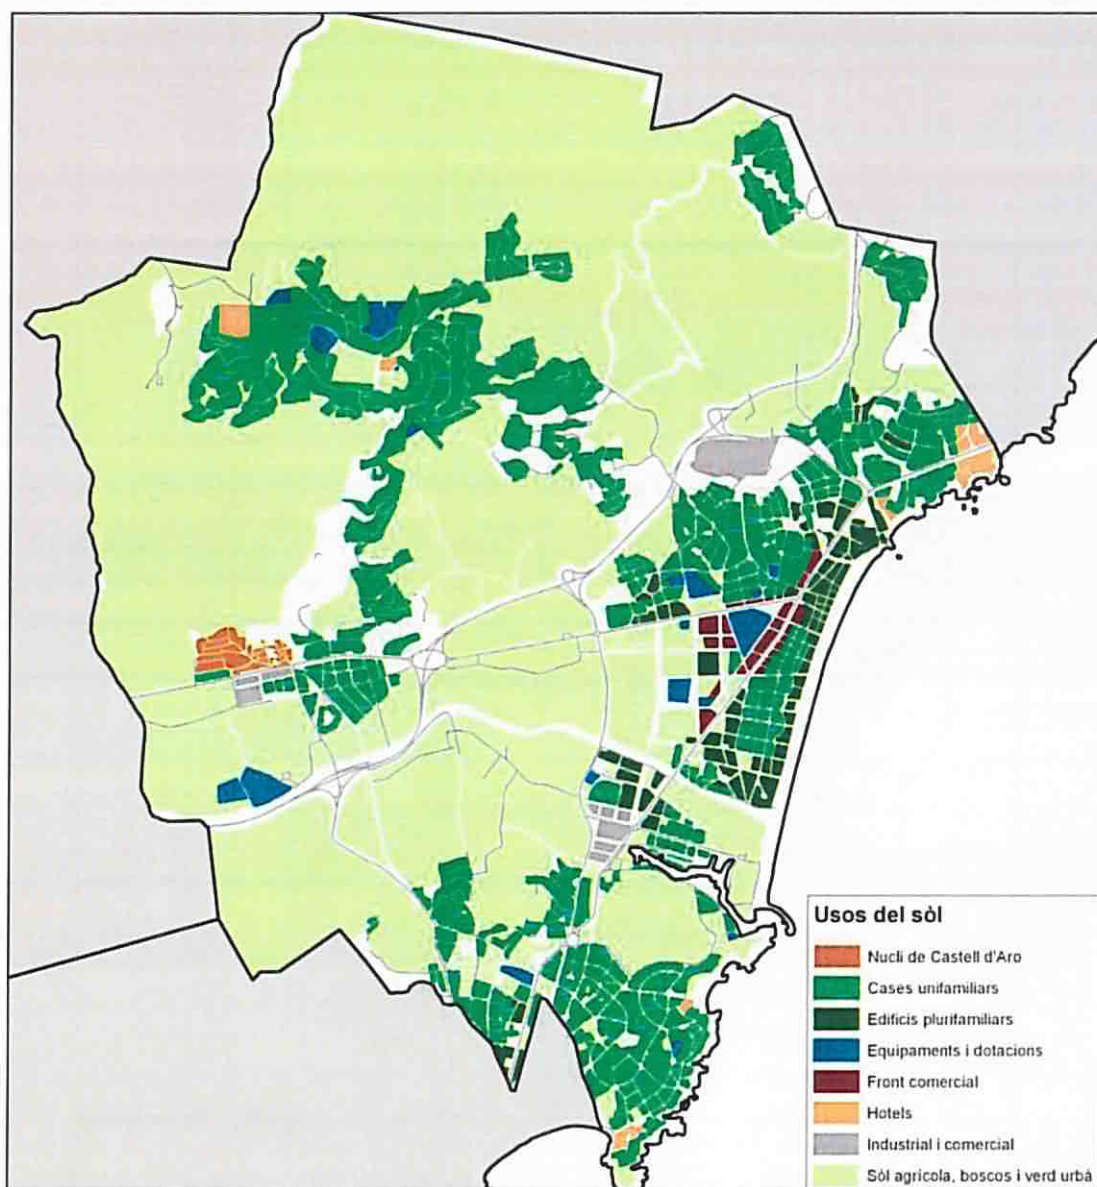 Usos del sòl
Nucli de Castell d'Aro
Cases unifamiliars
Edificis plurifamiliars
Equipaments i dotacions
Front comercial
Hotels
Industrial i comercial
Sòl agrícola, boscos i verd urbà